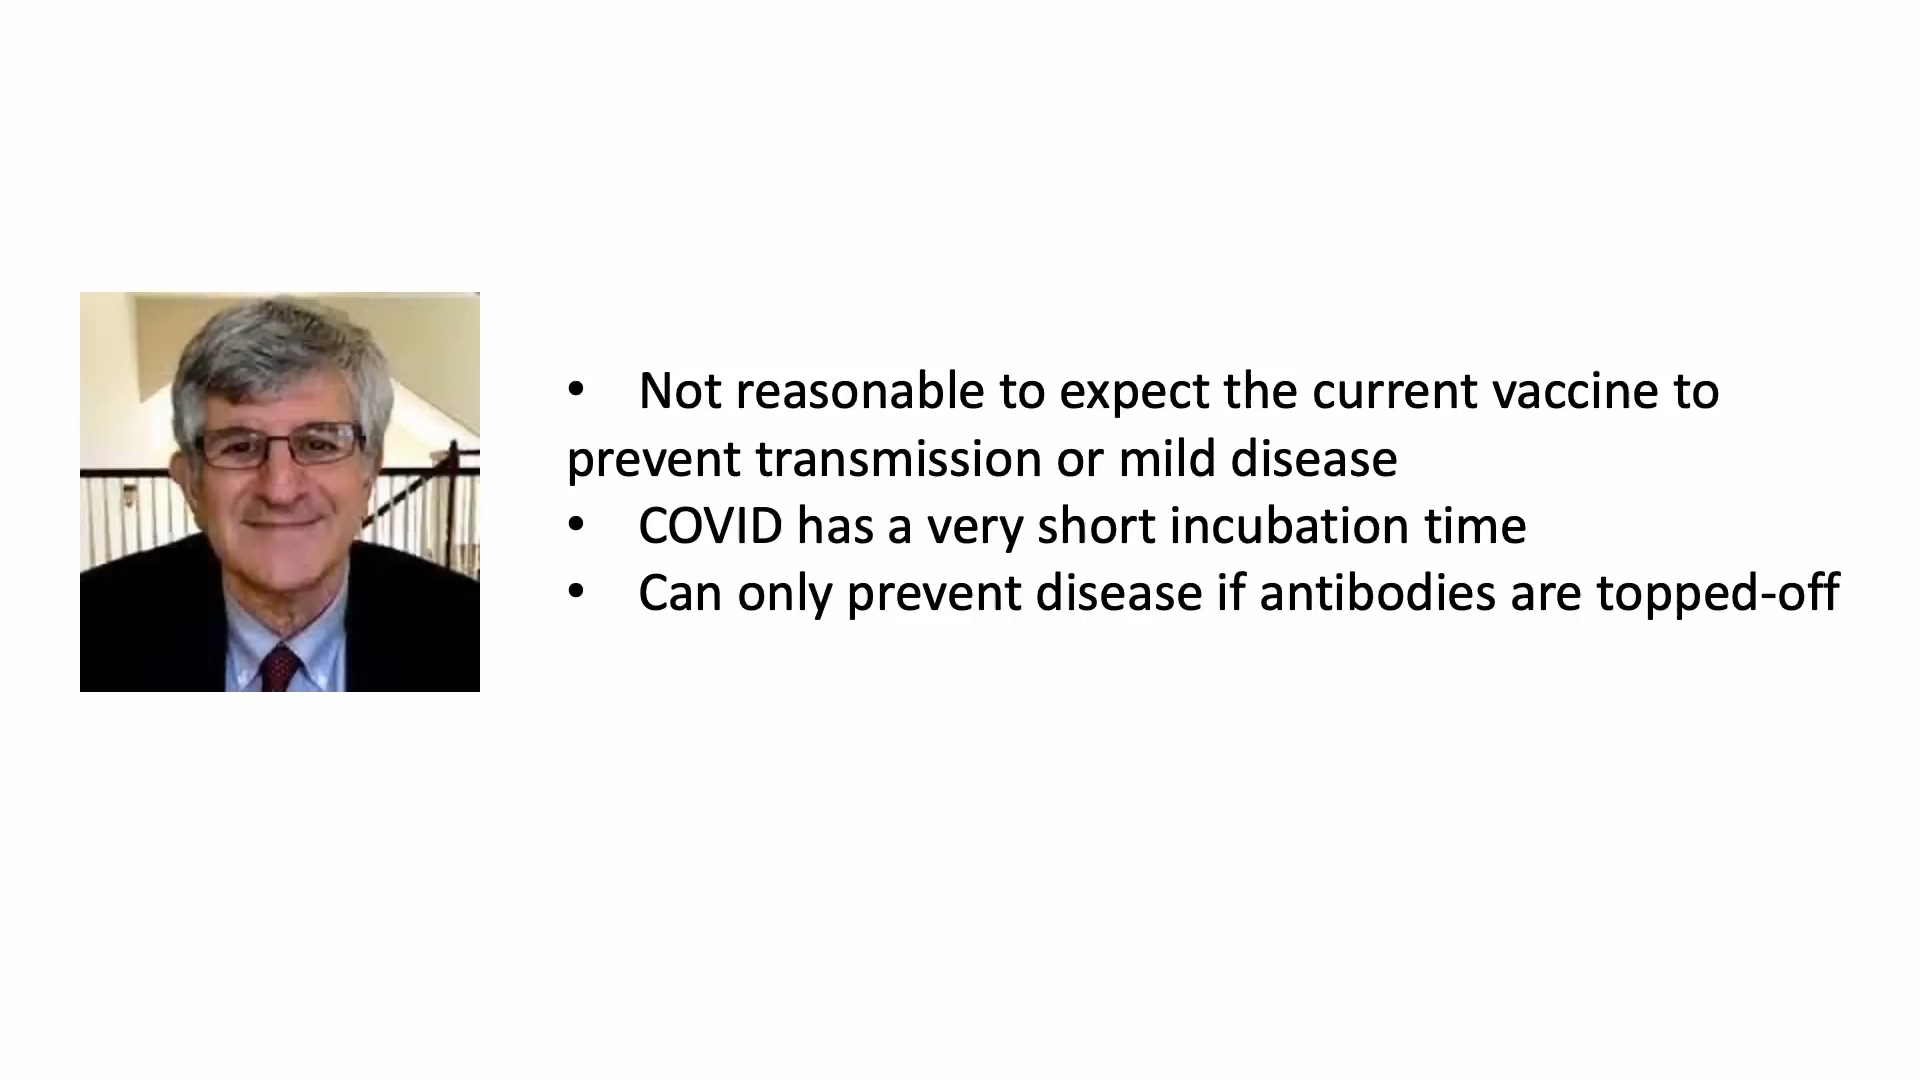 • Not reasonable to expect the current vaccine to
prevent transmission or mild disease
• COVID has a very short incubation time
• Can only prevent disease if antibodies are topped-off